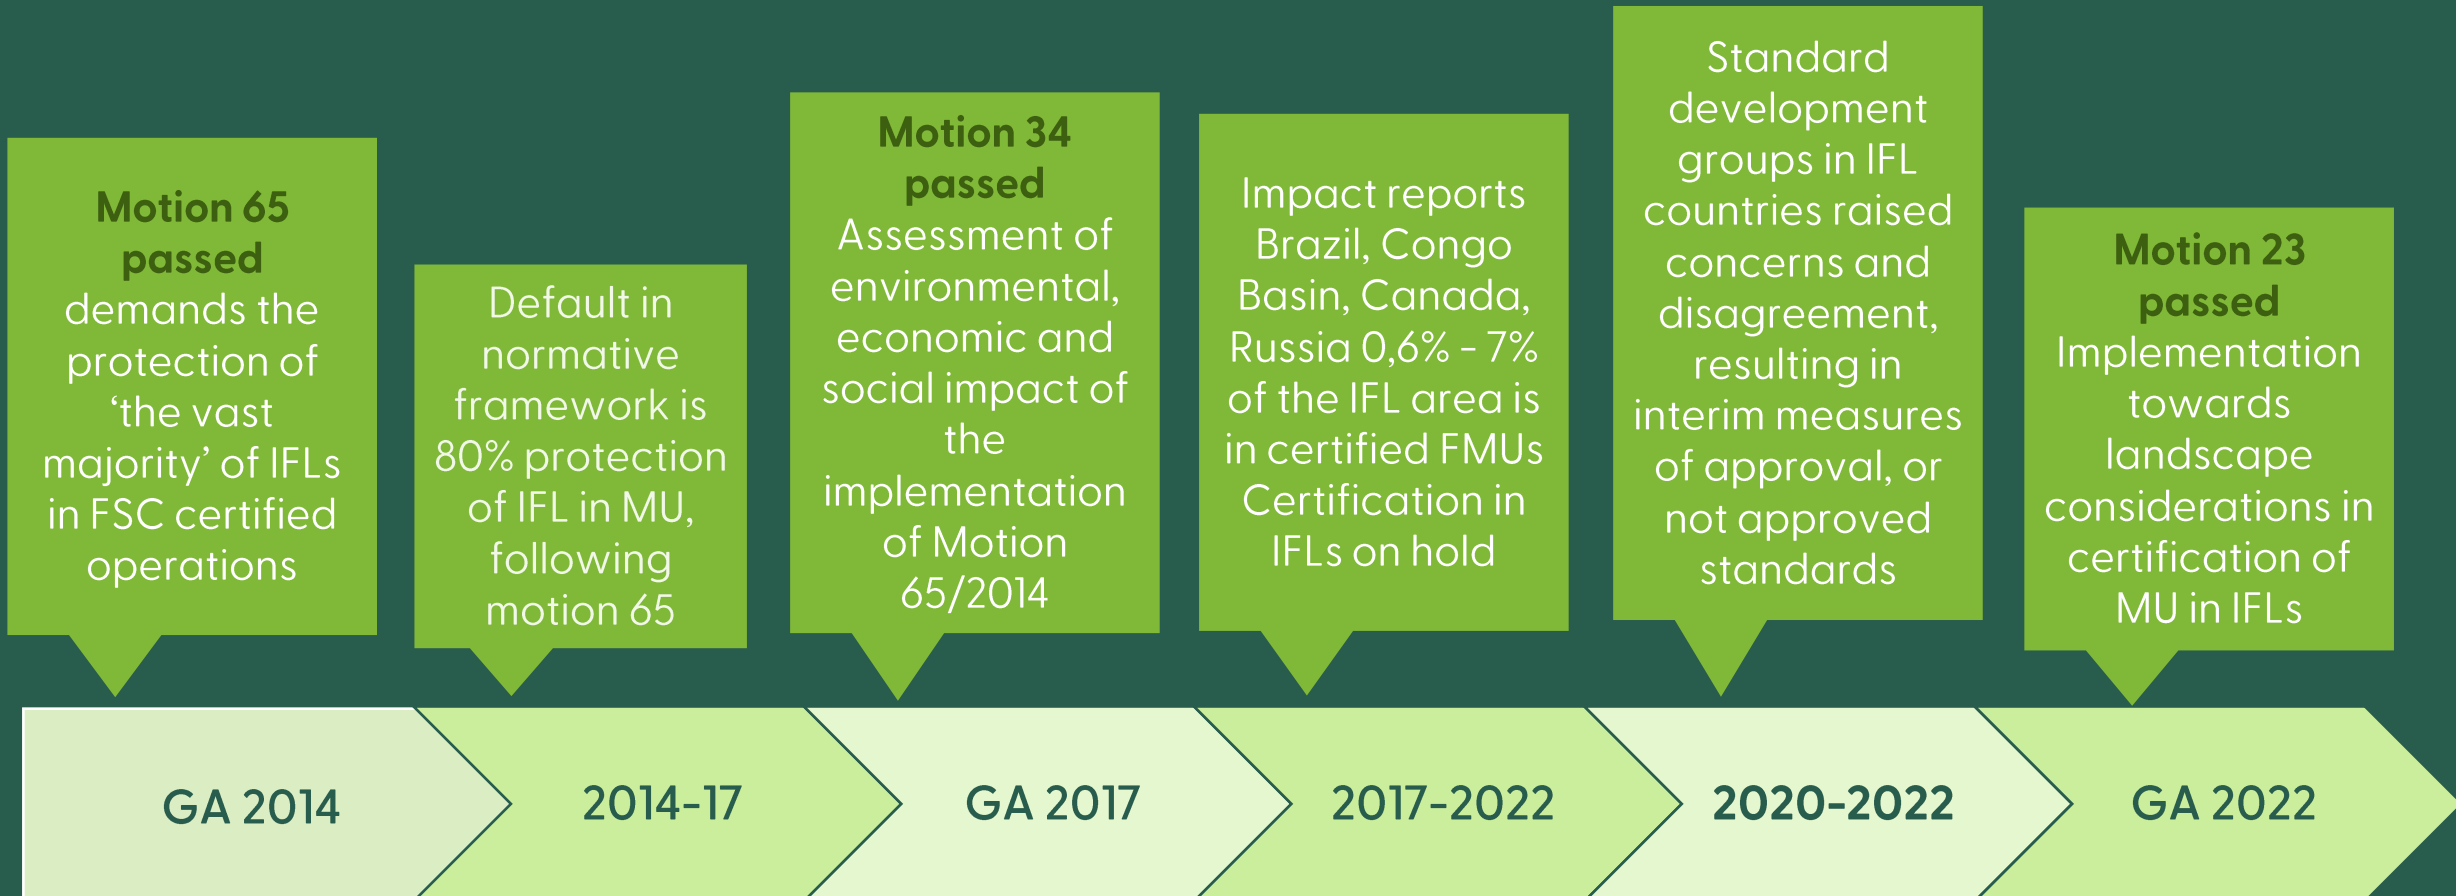 Motion 65
passed
demands the
protection of
‘the vast
majority’ of IFLs
in FSC certified
operations
Default in
normative
framework is
80% protection
of IFL in MU,
following
motion 65
Motion 34
passed
Assessment of
environmental,
economic and
social impact of
the
implementation
of Motion
65/2014
Impact reports
Brazil, Congo
Basin, Canada,
Russia 0,6% - 7%
of the IFL area is
in certified FMUs
Certification in
IFLs on hold
Standard
development
groups in IFL
countries raised
concerns and
disagreement,
resulting in
interim measures
of approval, or
not approved
standards
Motion 23
passed
Implementation
towards
landscape
considerations in
certification of
MU in IFLs
GA 2014
2014-17
GA 2017
2017-2022
2020-2022
GA 2022